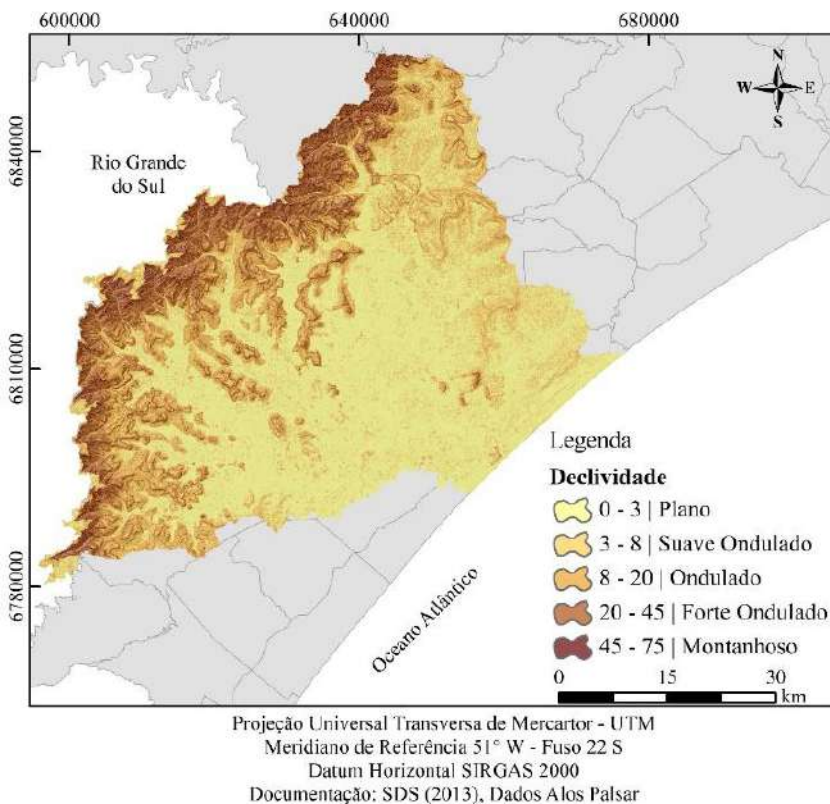 600000
640000
680000
N
W
E
S
6840000
Rio Grande
do Sul
6810000
6780000
Oceano Atlântico
Legenda
Declividade
0 - 3 | Plano
3 - 8 | Suave Ondulado
8 - 20 | Ondulado
20 - 45 | Forte Ondulado
45 - 75 | Montanhoso
0 15 30
km
Projeção Universal Transversa de Mercartor - UTM
Meridiano de Referência 51° W - Fuso 22 S
Datum Horizontal SIRGAS 2000
Documentação: SDS (2013), Dados Alos Palsar